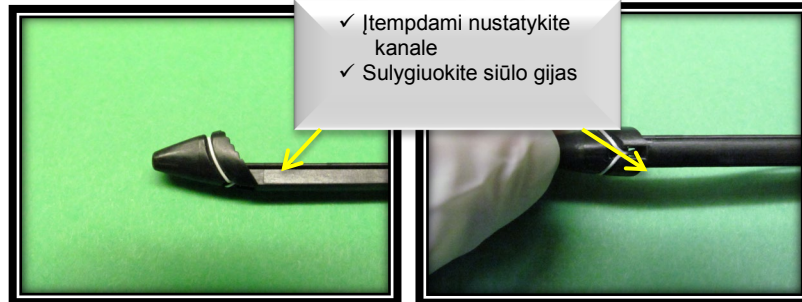 ✓ Įtempdami nustatykite
kanale
✓ Sulygiuokite siūlo gijas